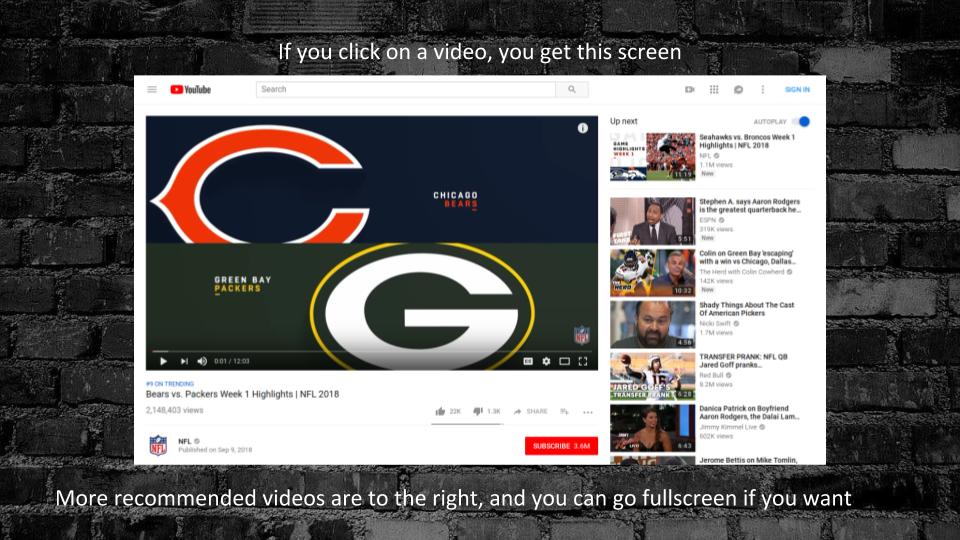 If you click on a video, you get this screen
YouTube
Search
SIGN IN
CHICAGO
BEARS
GREEN BAY
PACKERS
NFL
0:01 / 12:03
#9 ON TRENDING
Bears vs. Packers Week 1 Highlights | NFL 2018
2,148,403 views
22K
1.3K
SHARE
NFL
NFL
Published on Sep 9, 2018
SUBSCRIBE 3.6M
Up next
AUTOPLAY
GAME
HIGHLIGHTS
WEEK 1
11:19
Seahawks vs. Broncos Week 1
Highlights | NFL 2018
NFL
1.1M views
New
FIRST
TAKE
5:51
Stephen A. says Aaron Rodgers
is the greatest quarterback he...
ESPN
319K views
New
THE
HERD
10:32
Colin on Green Bay 'escaping'
with a win vs Chicago, Dallas...
The Herd with Colin Cowherd
142K views
New
4:56
Shady Things About The Cast
Of American Pickers
Nicki Swift
1.7M views
JARED GOFF'S
TRANSFER PRANK
6:28
TRANSFER PRANK: NFL QB
Jared Goff pranks...
Red Bull
8.2M views
6:43
Danica Patrick on Boyfriend
Aaron Rodgers, the Dalai Lam...
Jimmy Kimmel Live
602K views
Jerome Bettis on Mike Tomlin,
More recommended videos are to the right, and you can go fullscreen if you want